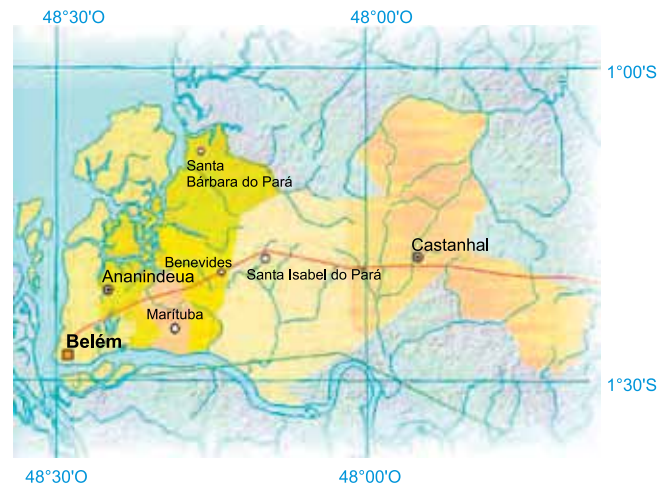 48°30'O
48°00'O
1°00'S
Santa
Bárbara do Pará
Castanhal
Benevides
Santa Isabel do Pará
Ananindeua
Marítuba
Belém
1°30'S
48°30'O
48°00'O